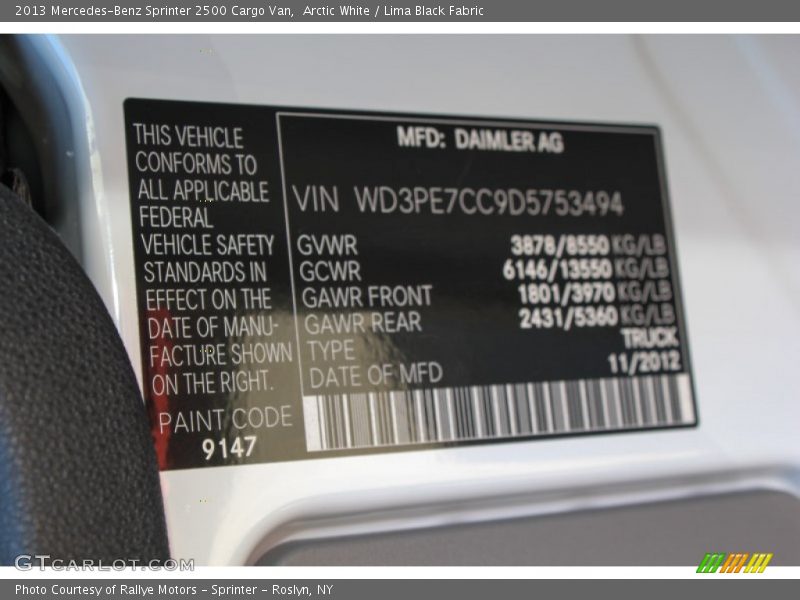 2013 Mercedes-Benz Sprinter 2500 Cargo Van, Arctic White / Lima Black Fabric
THIS VEHICLE
CONFORMS TO
ALL APPLICABLE
FEDERAL
VEHICLE SAFETY
STANDARDS IN
EFFECT ON THE
DATE OF MANU-
FACTURE SHOWN
ON THE RIGHT.
PAINT CODE
9147
MFD: DAIMLER AG
VIN WD3PE7CC9D5753494
GVWR 3878/8550 KG/LB
GCWR 6146/13550 KG/LB
GAWR FRONT 1801/3970 KG/LB
GAWR REAR 2431/5360 KG/LB
TYPE TRUCK
DATE OF MFD 11/2012
GTCARLOT.COM
Photo Courtesy of Rallye Motors - Sprinter - Roslyn, NY